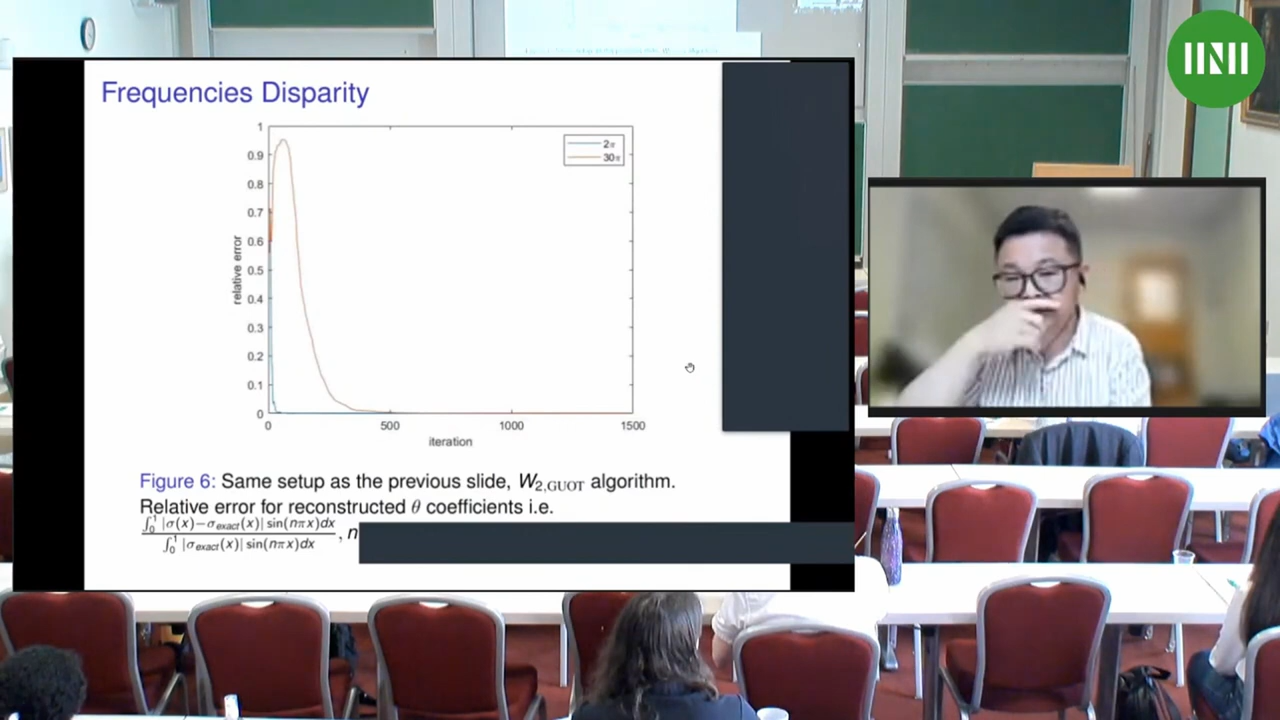 Frequencies Disparity
1
0.9
0.8
0.7
0.6
0.5
0.4
0.3
0.2
0.1
0
relative error
0 500 1000 1500
iteration
2π
30π
Figure 6: Same setup as the previous slide, W2,GUOT algorithm.
Relative error for reconstructed θ coefficients i.e.
∫₀¹ |σ(x)−σexact(x)| sin(nπx)dx
∫₀¹ |σexact(x)| sin(nπx)dx , n